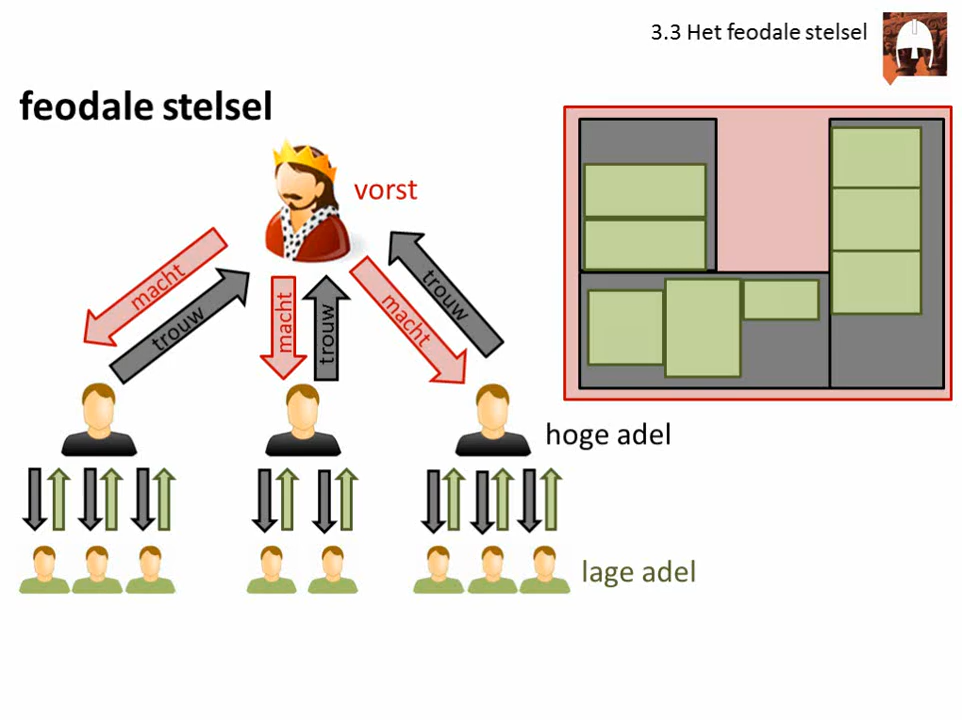 3.3 Het feodale stelsel
feodale stelsel
vorst
macht
trouw
macht
trouw
macht
trouw
hoge adel
lage adel